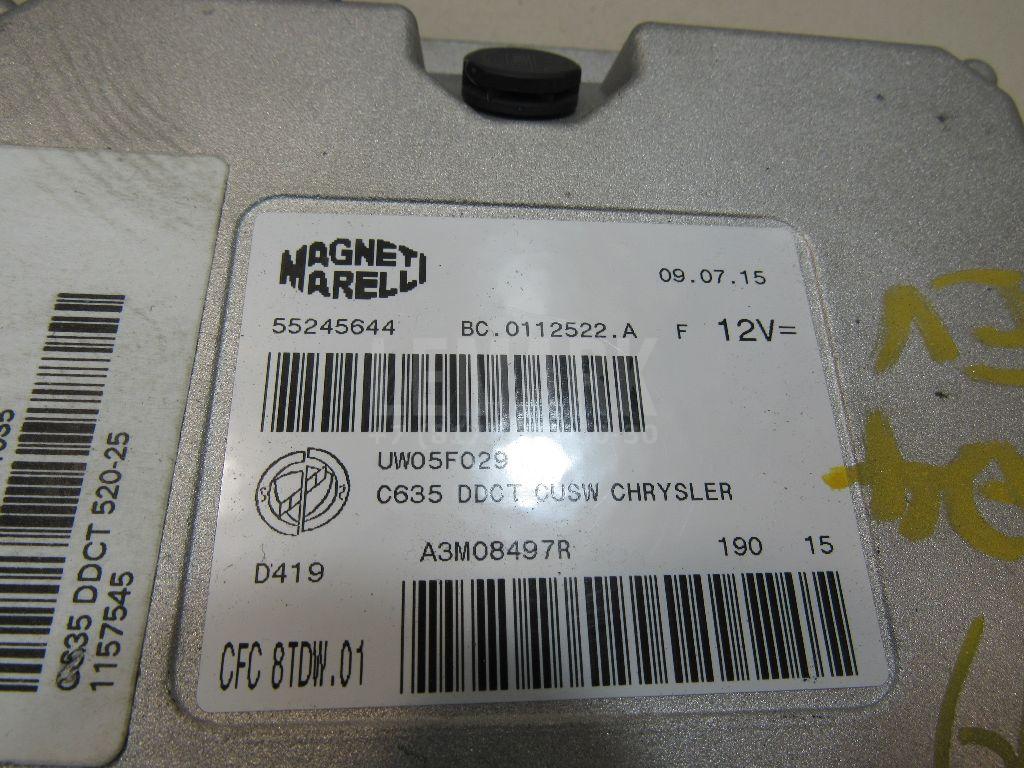 MAGNETI MARELLI
09.07.15
55245644 BC.0112522.A F 12V=
UW05F029
C635 DDCT CUSW CHRYSLER
A3M08497R 190 15
D419
CFC 8TDW.01
C635 DDCT 520-25
1157545